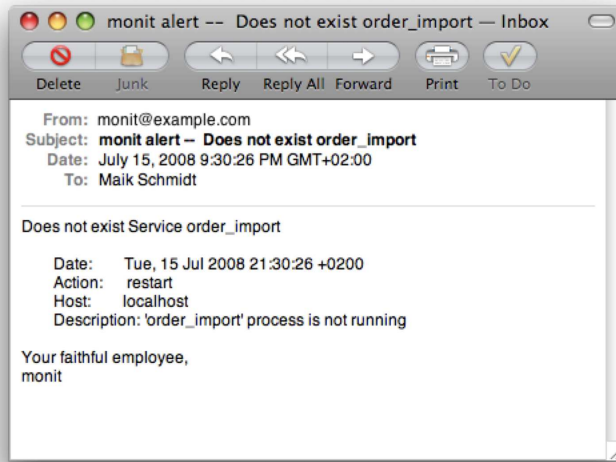 monit alert -- Does not exist order_import — Inbox
Delete Junk Reply Reply All Forward Print To Do
From: monit@example.com
Subject: monit alert -- Does not exist order_import
Date: July 15, 2008 9:30:26 PM GMT+02:00
To: Maik Schmidt
Does not exist Service order_import
Date: Tue, 15 Jul 2008 21:30:26 +0200
Action: restart
Host: localhost
Description: 'order_import' process is not running
Your faithful employee,
monit